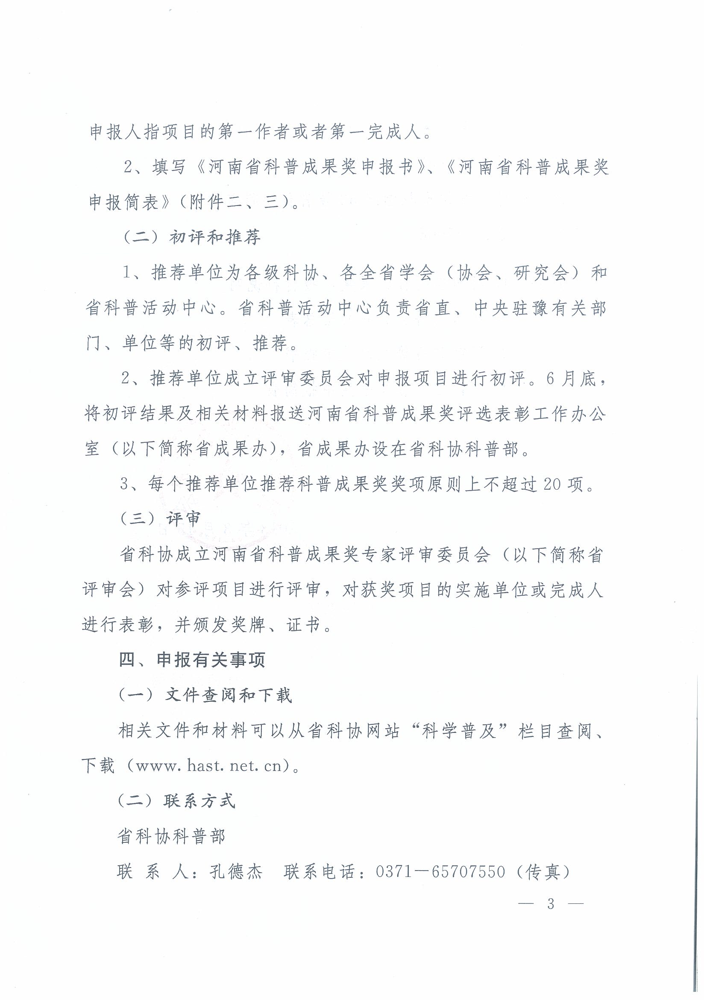 申报人指项目的第一作者或者第一完成人。
2、填写《河南省科普成果奖申报书》、《河南省科普成果奖
申报简表》（附件二、三）。
（二）初评和推荐
1、推荐单位为各级科协、各全省学会（协会、研究会）和
省科普活动中心。省科普活动中心负责省直、中央驻豫有关部
门、单位等的初评、推荐。
2、推荐单位成立评审委员会对申报项目进行初评。6月底，
将初评结果及相关材料报送河南省科普成果奖评选表彰工作办公
室（以下简称省成果办），省成果办设在省科协科普部。
3、每个推荐单位推荐科普成果奖奖项原则上不超过20项。
（三）评审
省科协成立河南省科普成果奖专家评审委员会（以下简称省
评审会）对参评项目进行评审，对获奖项目的实施单位或完成人
进行表彰，并颁发奖牌、证书。
四、申报有关事项
（一）文件查阅和下载
相关文件和材料可以从省科协网站“科学普及”栏目查阅、
下载（www.hast.net.cn）。
（二）联系方式
省科协科普部
联 系 人：孔德杰 联系电话：0371—65707550（传真）
— 3 —